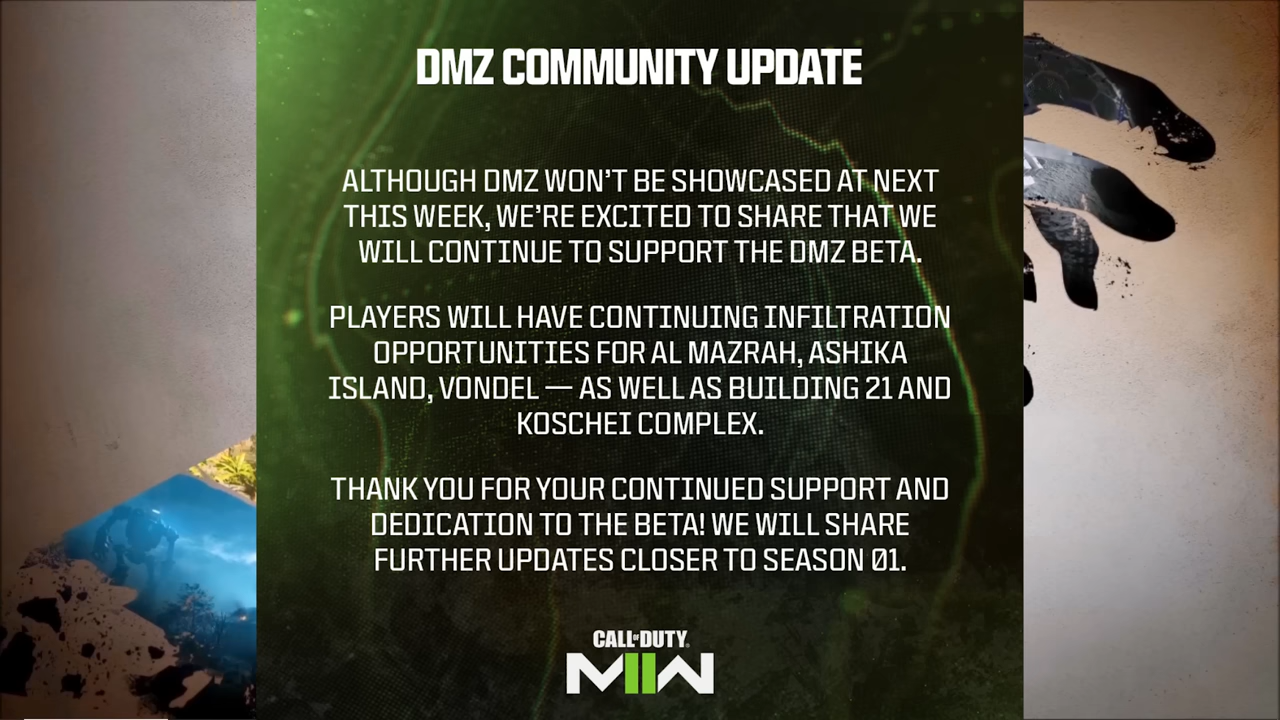 DMZ COMMUNITY UPDATE
ALTHOUGH DMZ WON'T BE SHOWCASED AT NEXT
THIS WEEK, WE'RE EXCITED TO SHARE THAT WE
WILL CONTINUE TO SUPPORT THE DMZ BETA.
PLAYERS WILL HAVE CONTINUING INFILTRATION
OPPORTUNITIES FOR AL MAZRAH, ASHIKA
ISLAND, VONDEL — AS WELL AS BUILDING 21 AND
KOSCHEI COMPLEX.
THANK YOU FOR YOUR CONTINUED SUPPORT AND
DEDICATION TO THE BETA! WE WILL SHARE
FURTHER UPDATES CLOSER TO SEASON 01.
CALL OF DUTY®
MIIW